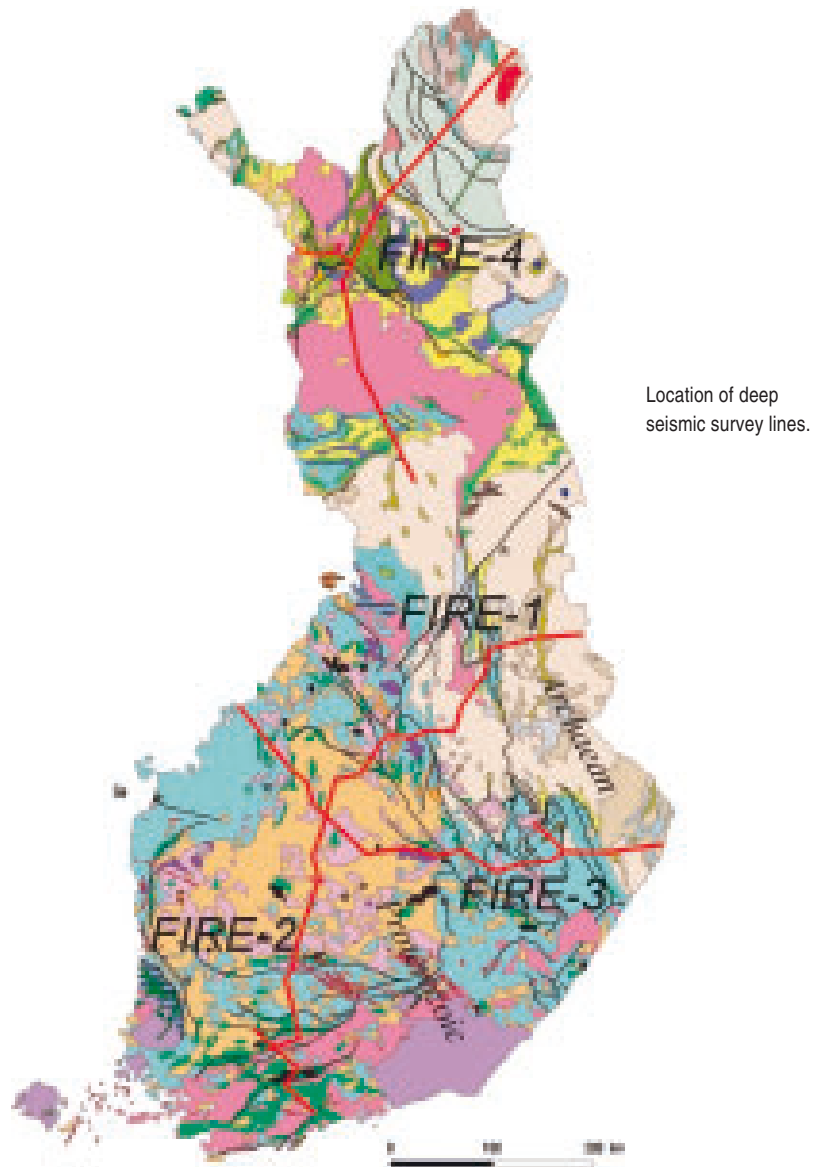 FIRE-4
Location of deep
seismic survey lines.
FIRE-1
Archaean
FIRE-3
FIRE-2
Proterozoic
0 100 200 km